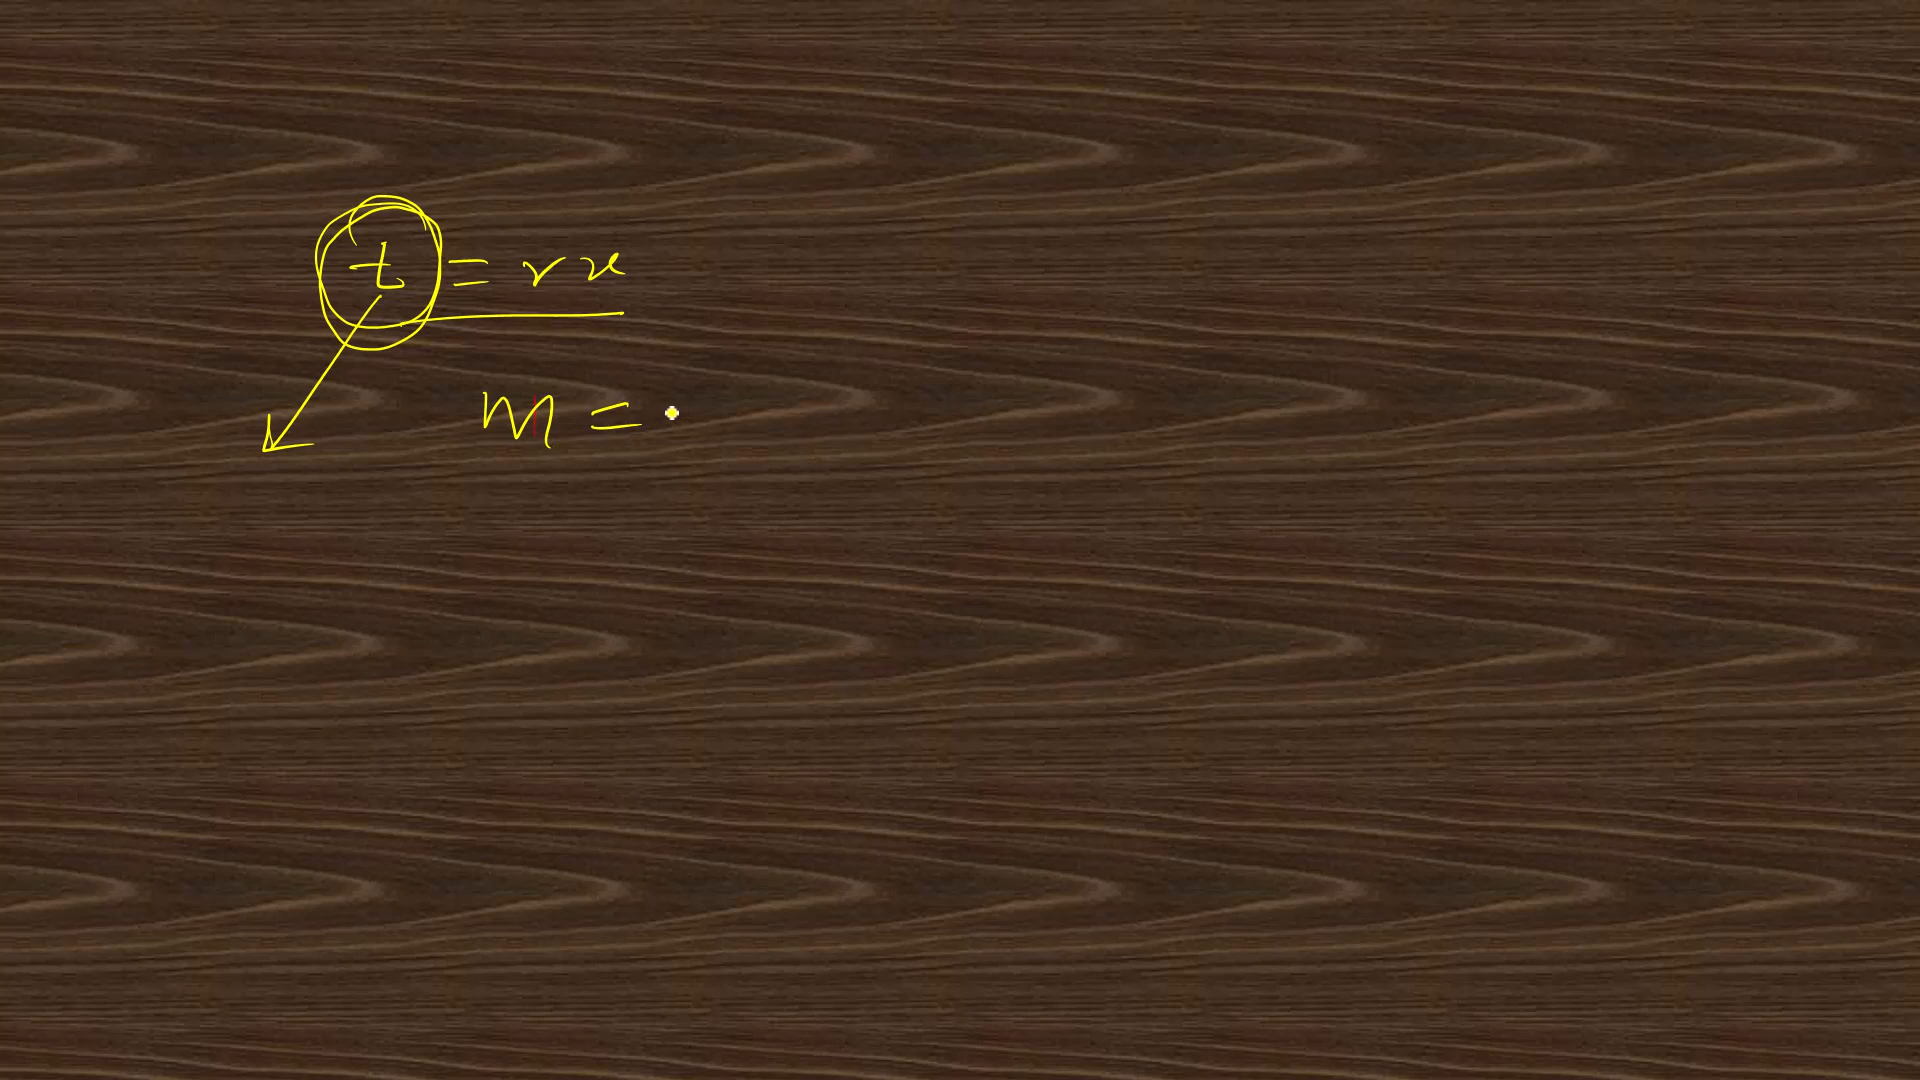 t = rx
m =